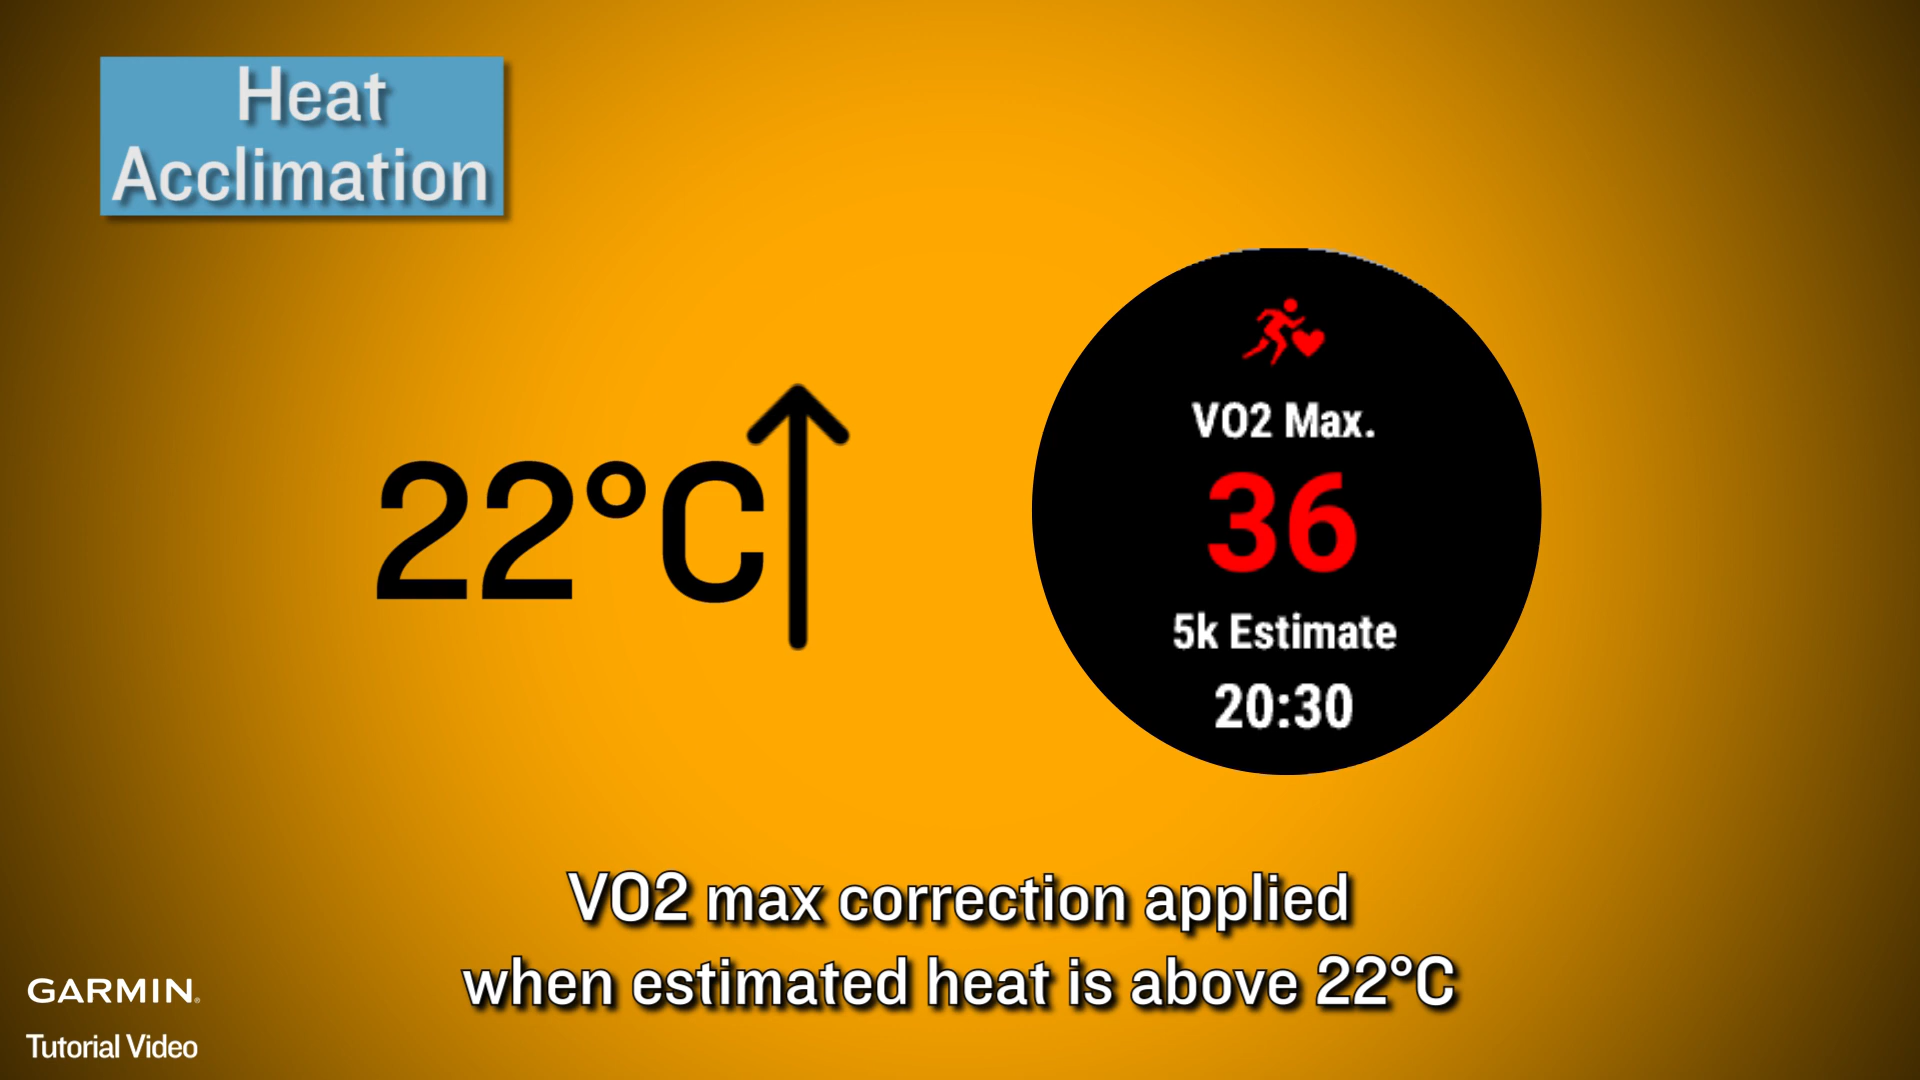 Heat
Acclimation
22°C
VO2 Max.
36
5k Estimate
20:30
VO2 max correction applied
when estimated heat is above 22°C
GARMIN®
Tutorial Video